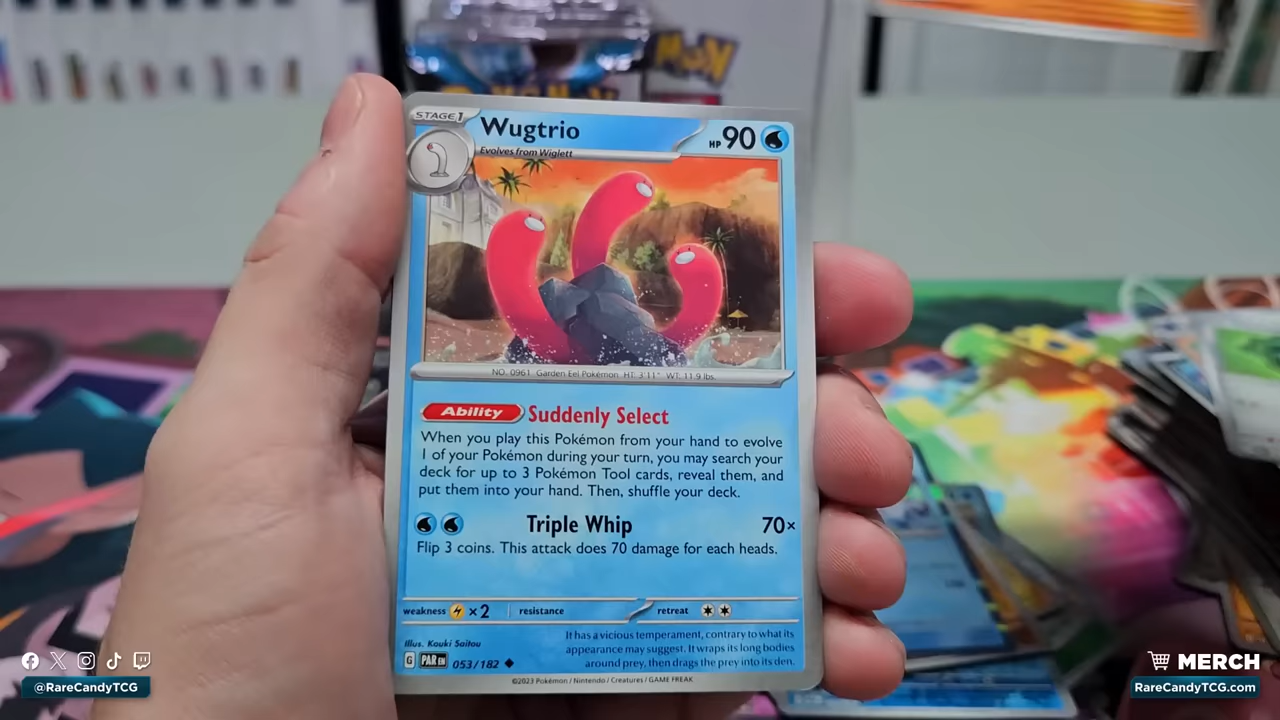 STAGE 1
Wugtrio
HP 90
Evolves from Wiglett
NO. 0961 Garden Eel Pokémon HT: 3'11" WT: 11.9 lbs.
Ability Suddenly Select
When you play this Pokémon from your hand to evolve
1 of your Pokémon during your turn, you may search your
deck for up to 3 Pokémon Tool cards, reveal them, and
put them into your hand. Then, shuffle your deck.
Triple Whip 70×
Flip 3 coins. This attack does 70 damage for each heads.
weakness ×2 resistance retreat
Illus. Kouki Saitou
G PAR EN 053/182
It has a vicious temperament, contrary to what its
appearance may suggest. It wraps its long bodies
around prey, then drags the prey into its den.
©2023 Pokémon / Nintendo / Creatures / GAME FREAK
@RareCandyTCG
MERCH
RareCandyTCG.com